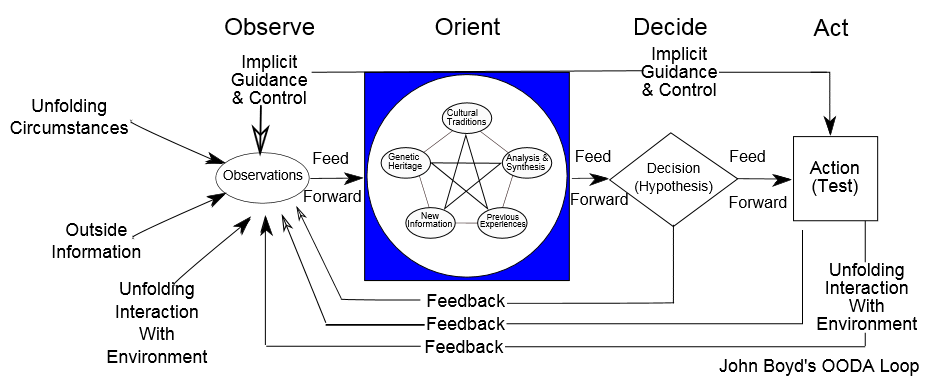 Observe
Orient
Decide
Act
Implicit
Guidance
& Control
Implicit
Guidance
& Control
Unfolding
Circumstances
Observations
Feed
Forward
Cultural
Traditions
Genetic
Heritage
Analysis &
Synthesis
New
Information
Previous
Experiences
Feed
Forward
Decision
(Hypothesis)
Feed
Forward
Action
(Test)
Outside
Information
Unfolding
Interaction
With
Environment
Feedback
Feedback
Feedback
Unfolding
Interaction
With
Environment
John Boyd's OODA Loop